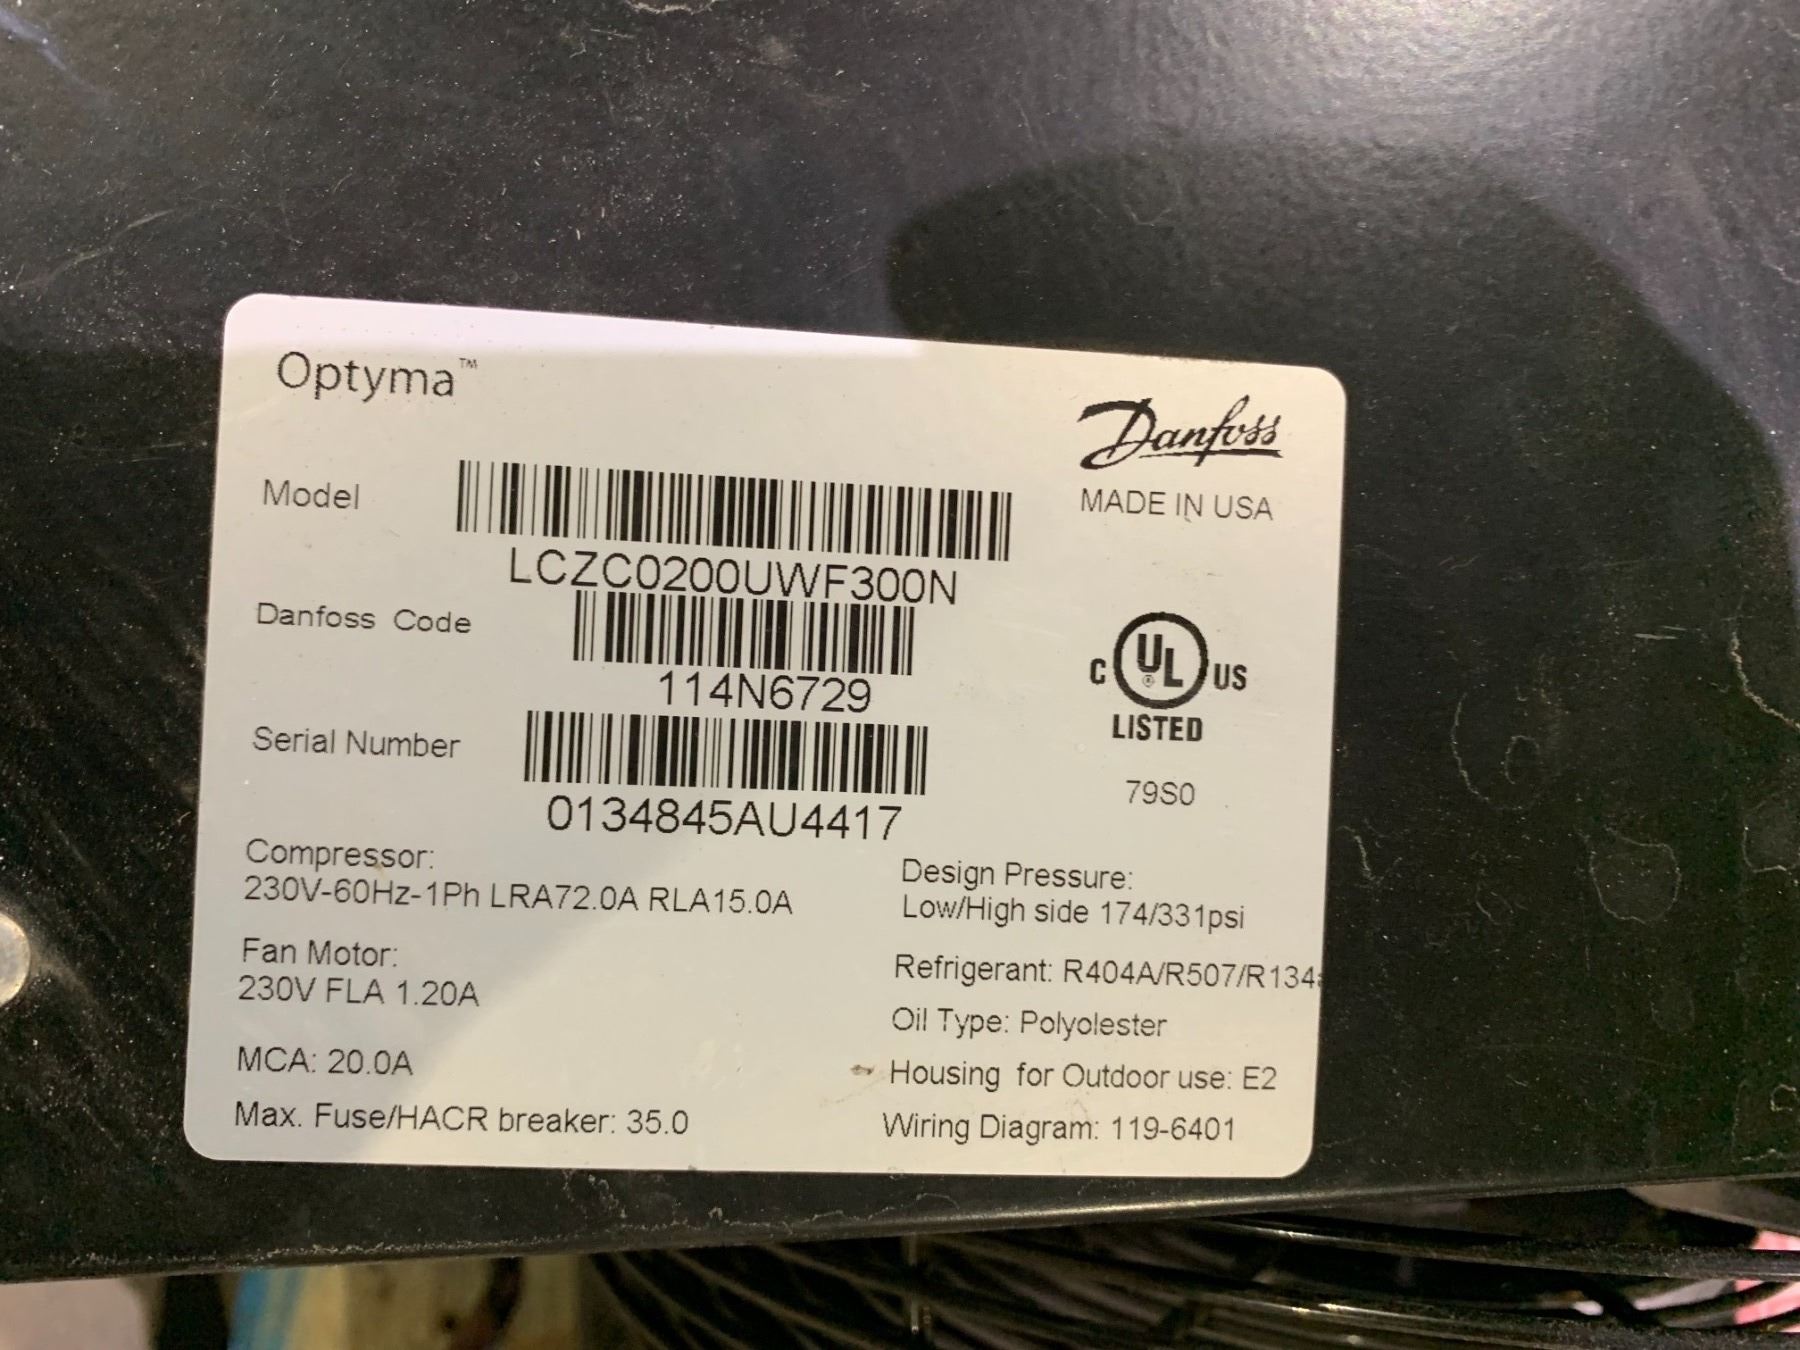 Optyma™
Danfoss
MADE IN USA
Model
LCZC0200UWF300N
Danfoss Code
114N6729
Serial Number
0134845AU4417
C UL® US
LISTED
79S0
Compressor:
230V-60Hz-1Ph LRA72.0A RLA15.0A
Fan Motor:
230V FLA 1.20A
MCA: 20.0A
Max. Fuse/HACR breaker: 35.0
Design Pressure:
Low/High side 174/331psi
Refrigerant: R404A/R507/R134a
Oil Type: Polyolester
Housing for Outdoor use: E2
Wiring Diagram: 119-6401